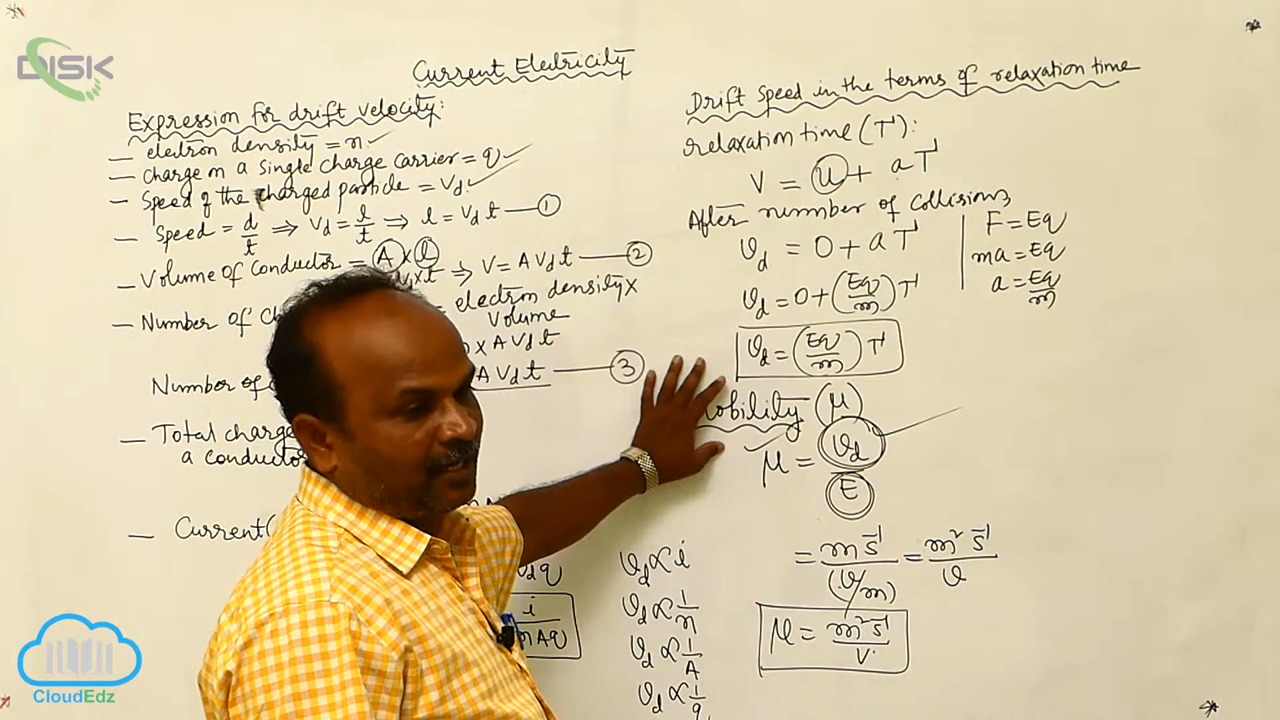 DISK
Current Electricity
Expression for drift velocity:
— electron density = n.
— charge on a single charge carrier = q
— Speed of the charged particle = Vd.
— Speed = d/t ⇒ Vd = l/t ⇒ l = Vd t — ①
— Volume of conductor = A × l
Vd × t ⇒ V = A Vd t — ②
— Number of
electron density ×
Volume
× A Vd t
Number of
A Vd t — ③
— Total charge
a conductor
— Current (
Vd q
i / nAq
Vd ∝ i
Vd ∝ 1/n
Vd ∝ 1/A
Vd ∝ 1/q
Drift Speed in the terms of relaxation time
relaxation time (T):
V = u + a T
After number of collisions
Vd = 0 + a T
Vd = 0 + (Eq/m) T
Vd = (Eq/m) T
F = Eq
ma = Eq
a = Eq/m
mobility (μ)
μ = Vd / E
= m s⁻¹ / (V/m) = m² s⁻¹ / V
μ = m² s⁻¹ / V
CloudEdz